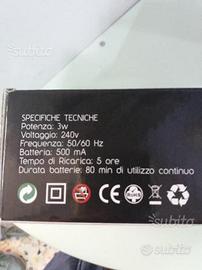 subito
SPECIFICHE TECNICHE
Potenza: 3w
Voltaggio: 240v
Frequenza: 50/60 Hz
Batteria: 500 mA
Tempo di Ricarica: 5 ore
Durata batterie: 80 min di utilizzo continuo
CE
subito